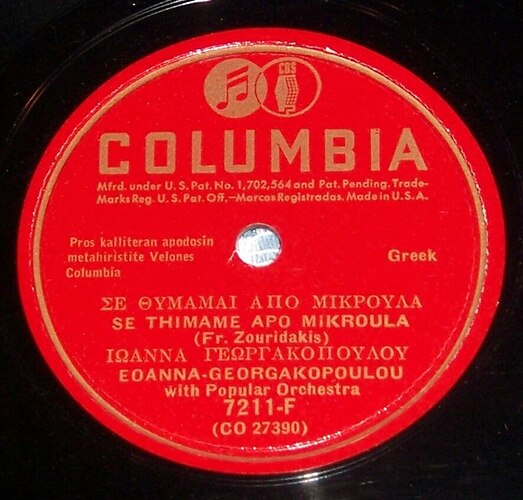 CBS
COLUMBIA
Mfrd. under U.S. Pat. No. 1,702,564 and Pat. Pending. Trade-
Marks Reg. U.S. Pat. Off,—Marcas Registradas. Made in U.S.A.
Pros kalliteran apodosin
metahiristite Velones
Columbia
Greek
ΣΕ ΘΥΜΑΜΑΙ ΑΠΟ ΜΙΚΡΟΥΛΑ
SE THIMAME APO MIKROULA
(Fr. Zouridakis)
ΙΩΑΝΝΑ ΓΕΩΡΓΑΚΟΠΟΥΛΟΥ
EOANNA-GEORGAKOPOULOU
with Popular Orchestra
7211-F
(CO 27390)